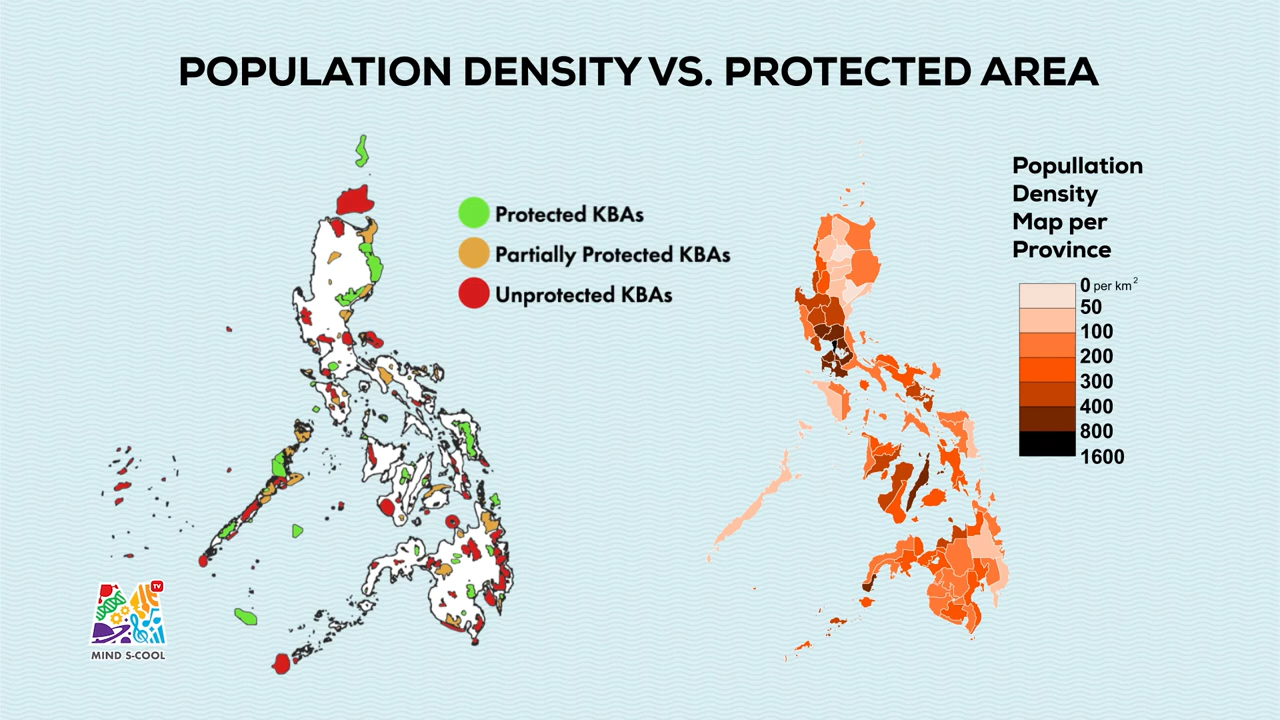 POPULATION DENSITY VS. PROTECTED AREA
Protected KBAs
Partially Protected KBAs
Unprotected KBAs
Popullation
Density
Map per
Province
0 per km²
50
100
200
300
400
800
1600
TV
MIND S-COOL